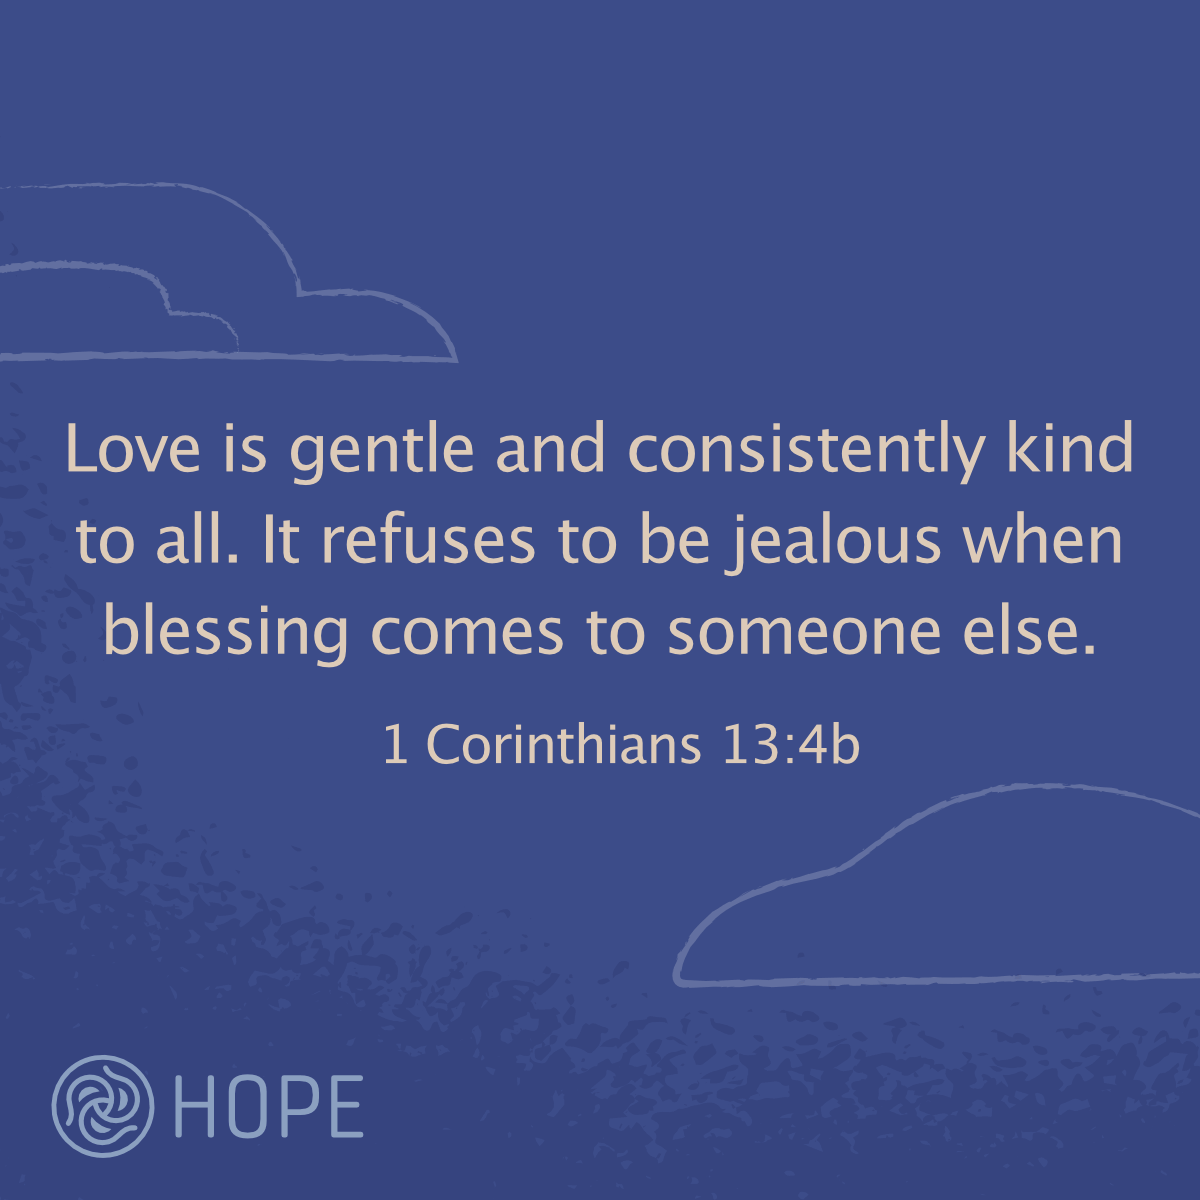 Love is gentle and consistently kind
to all. It refuses to be jealous when
blessing comes to someone else.
1 Corinthians 13:4b
HOPE